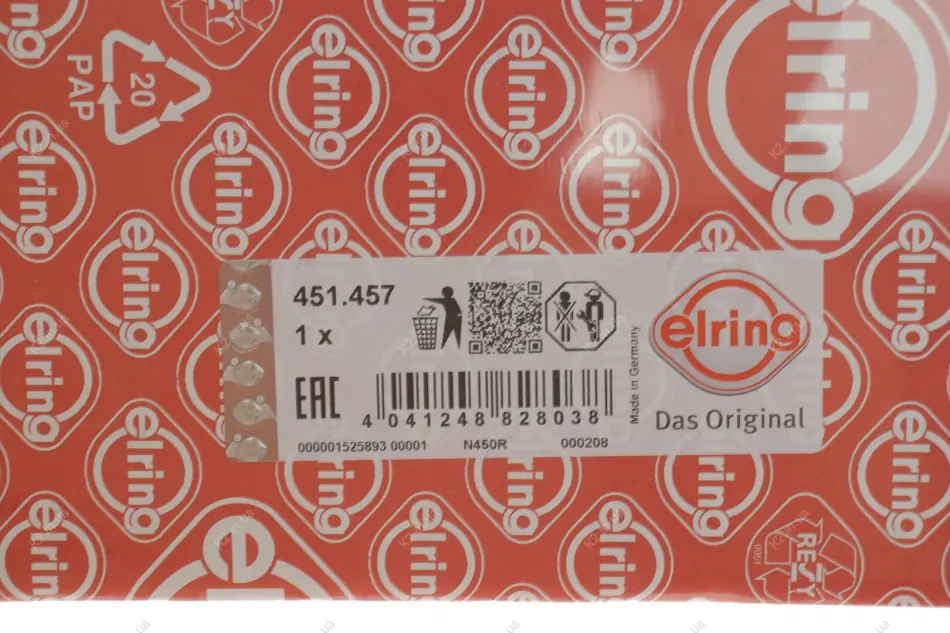 20
PAP
elring
451.457
1 x
EAC
4 041248 828038
000001525893 00001 N450R 000208
Made in Germany
elring
Das Original
RESY